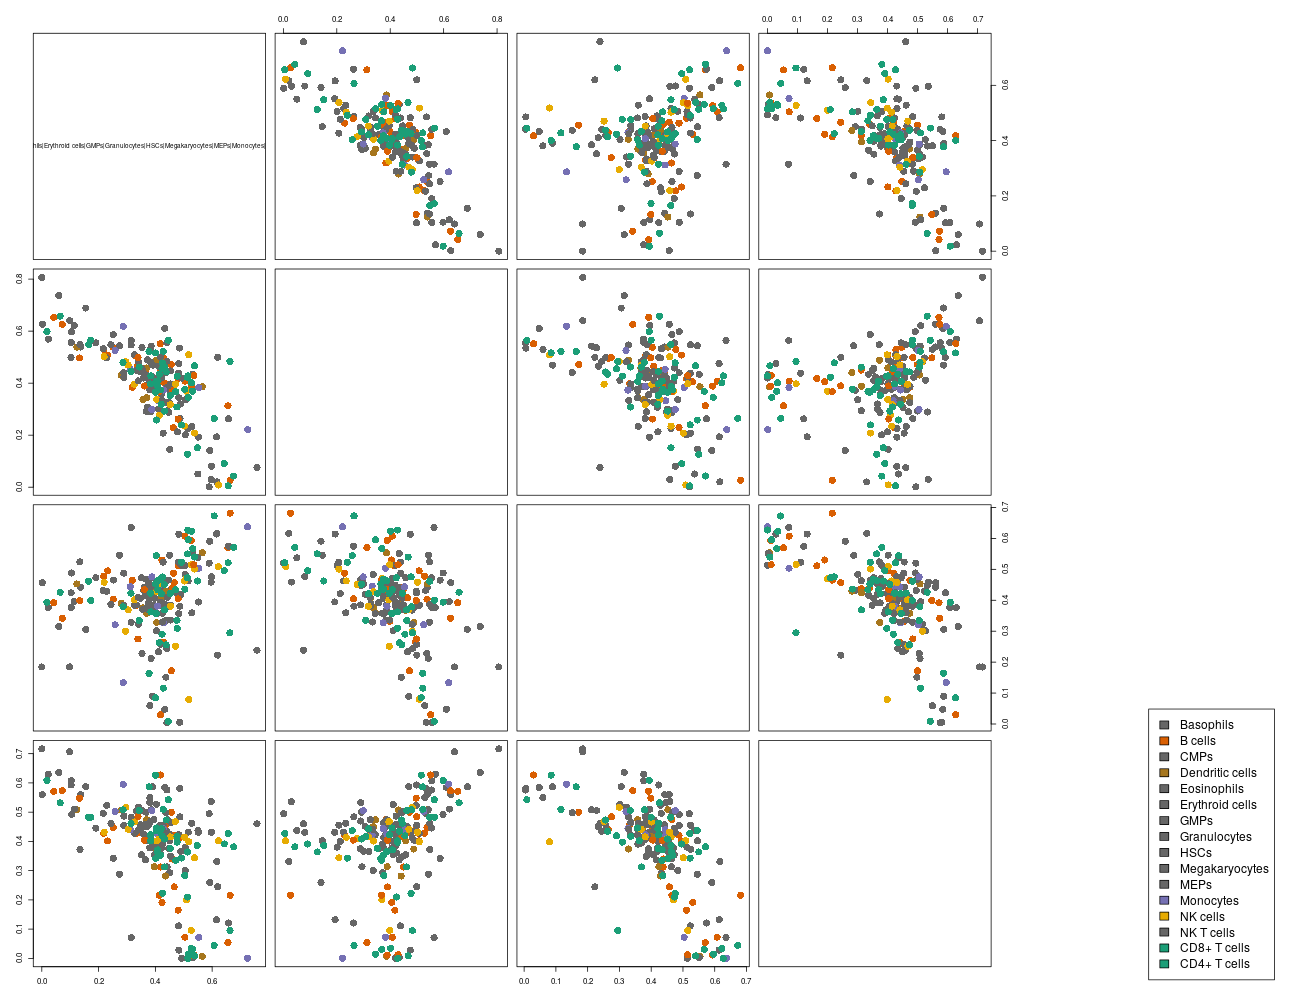 0.0 0.2 0.4 0.6 0.8
0.0 0.1 0.2 0.3 0.4 0.5 0.6 0.7
hils|Erythroid cells|GMPs|Granulocytes|HSCs|Megakaryocytes|MEPs|Monocytes|
0.6
0.4
0.2
0.0
0.8
0.6
0.4
0.2
0.0
0.7
0.6
0.5
0.4
0.3
0.2
0.1
0.0
0.7
0.6
0.5
0.4
0.3
0.2
0.1
0.0
0.0 0.2 0.4 0.6
0.0 0.1 0.2 0.3 0.4 0.5 0.6 0.7
Basophils
B cells
CMPs
Dendritic cells
Eosinophils
Erythroid cells
GMPs
Granulocytes
HSCs
Megakaryocytes
MEPs
Monocytes
NK cells
NK T cells
CD8+ T cells
CD4+ T cells